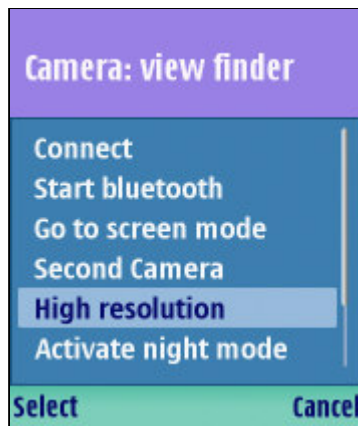 Camera: view finder
Connect
Start bluetooth
Go to screen mode
Second Camera
High resolution
Activate night mode
Select Cancel